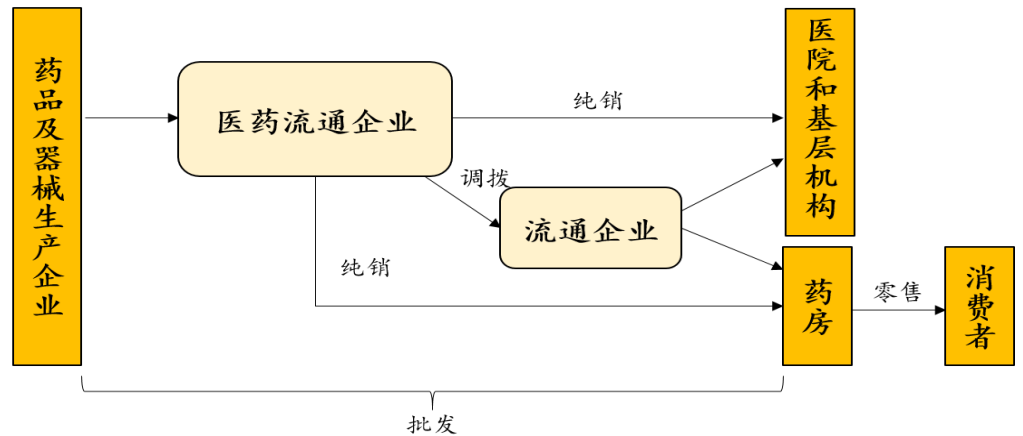 药品及器械生产企业
医药流通企业
纯销
医院和基层机构
调拨
流通企业
纯销
药房
零售
消费者
批发